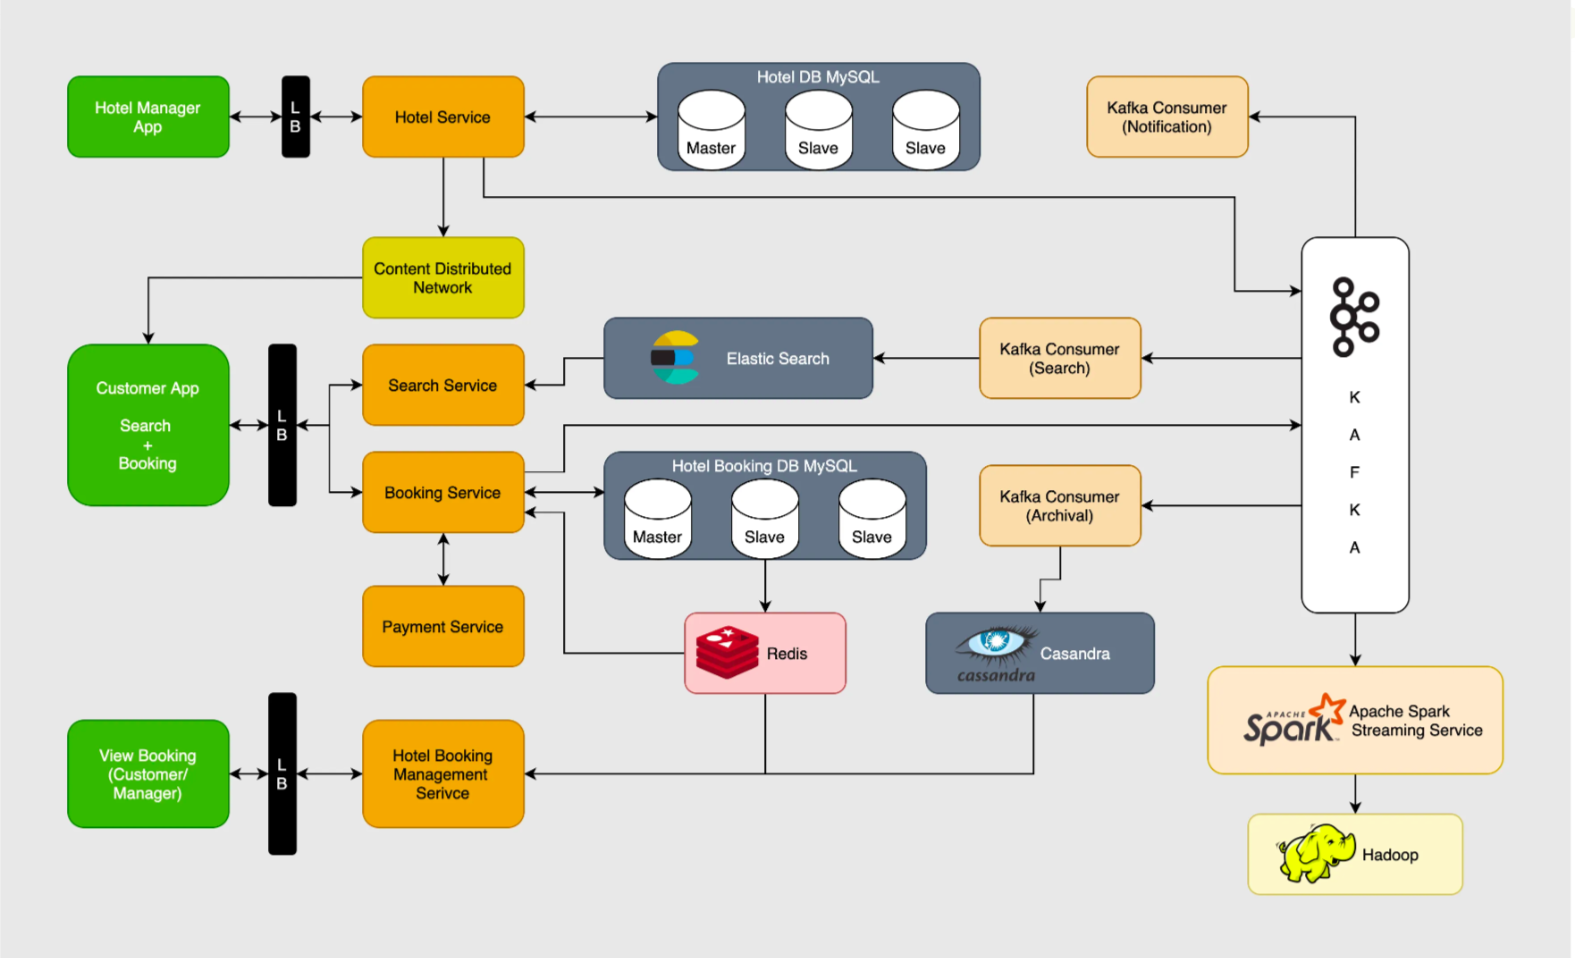 Hotel Manager
App
L
B
Hotel Service
Hotel DB MySQL
Master
Slave
Slave
Kafka Consumer
(Notification)
Content Distributed
Network
Customer App
Search
+
Booking
L
B
Search Service
Elastic Search
Kafka Consumer
(Search)
K
A
F
K
A
Booking Service
Hotel Booking DB MySQL
Master
Slave
Slave
Kafka Consumer
(Archival)
Payment Service
Redis
cassandra
Casandra
APACHE
Spark
Apache Spark
Streaming Service
View Booking
(Customer/
Manager)
L
B
Hotel Booking
Management
Serivce
Hadoop